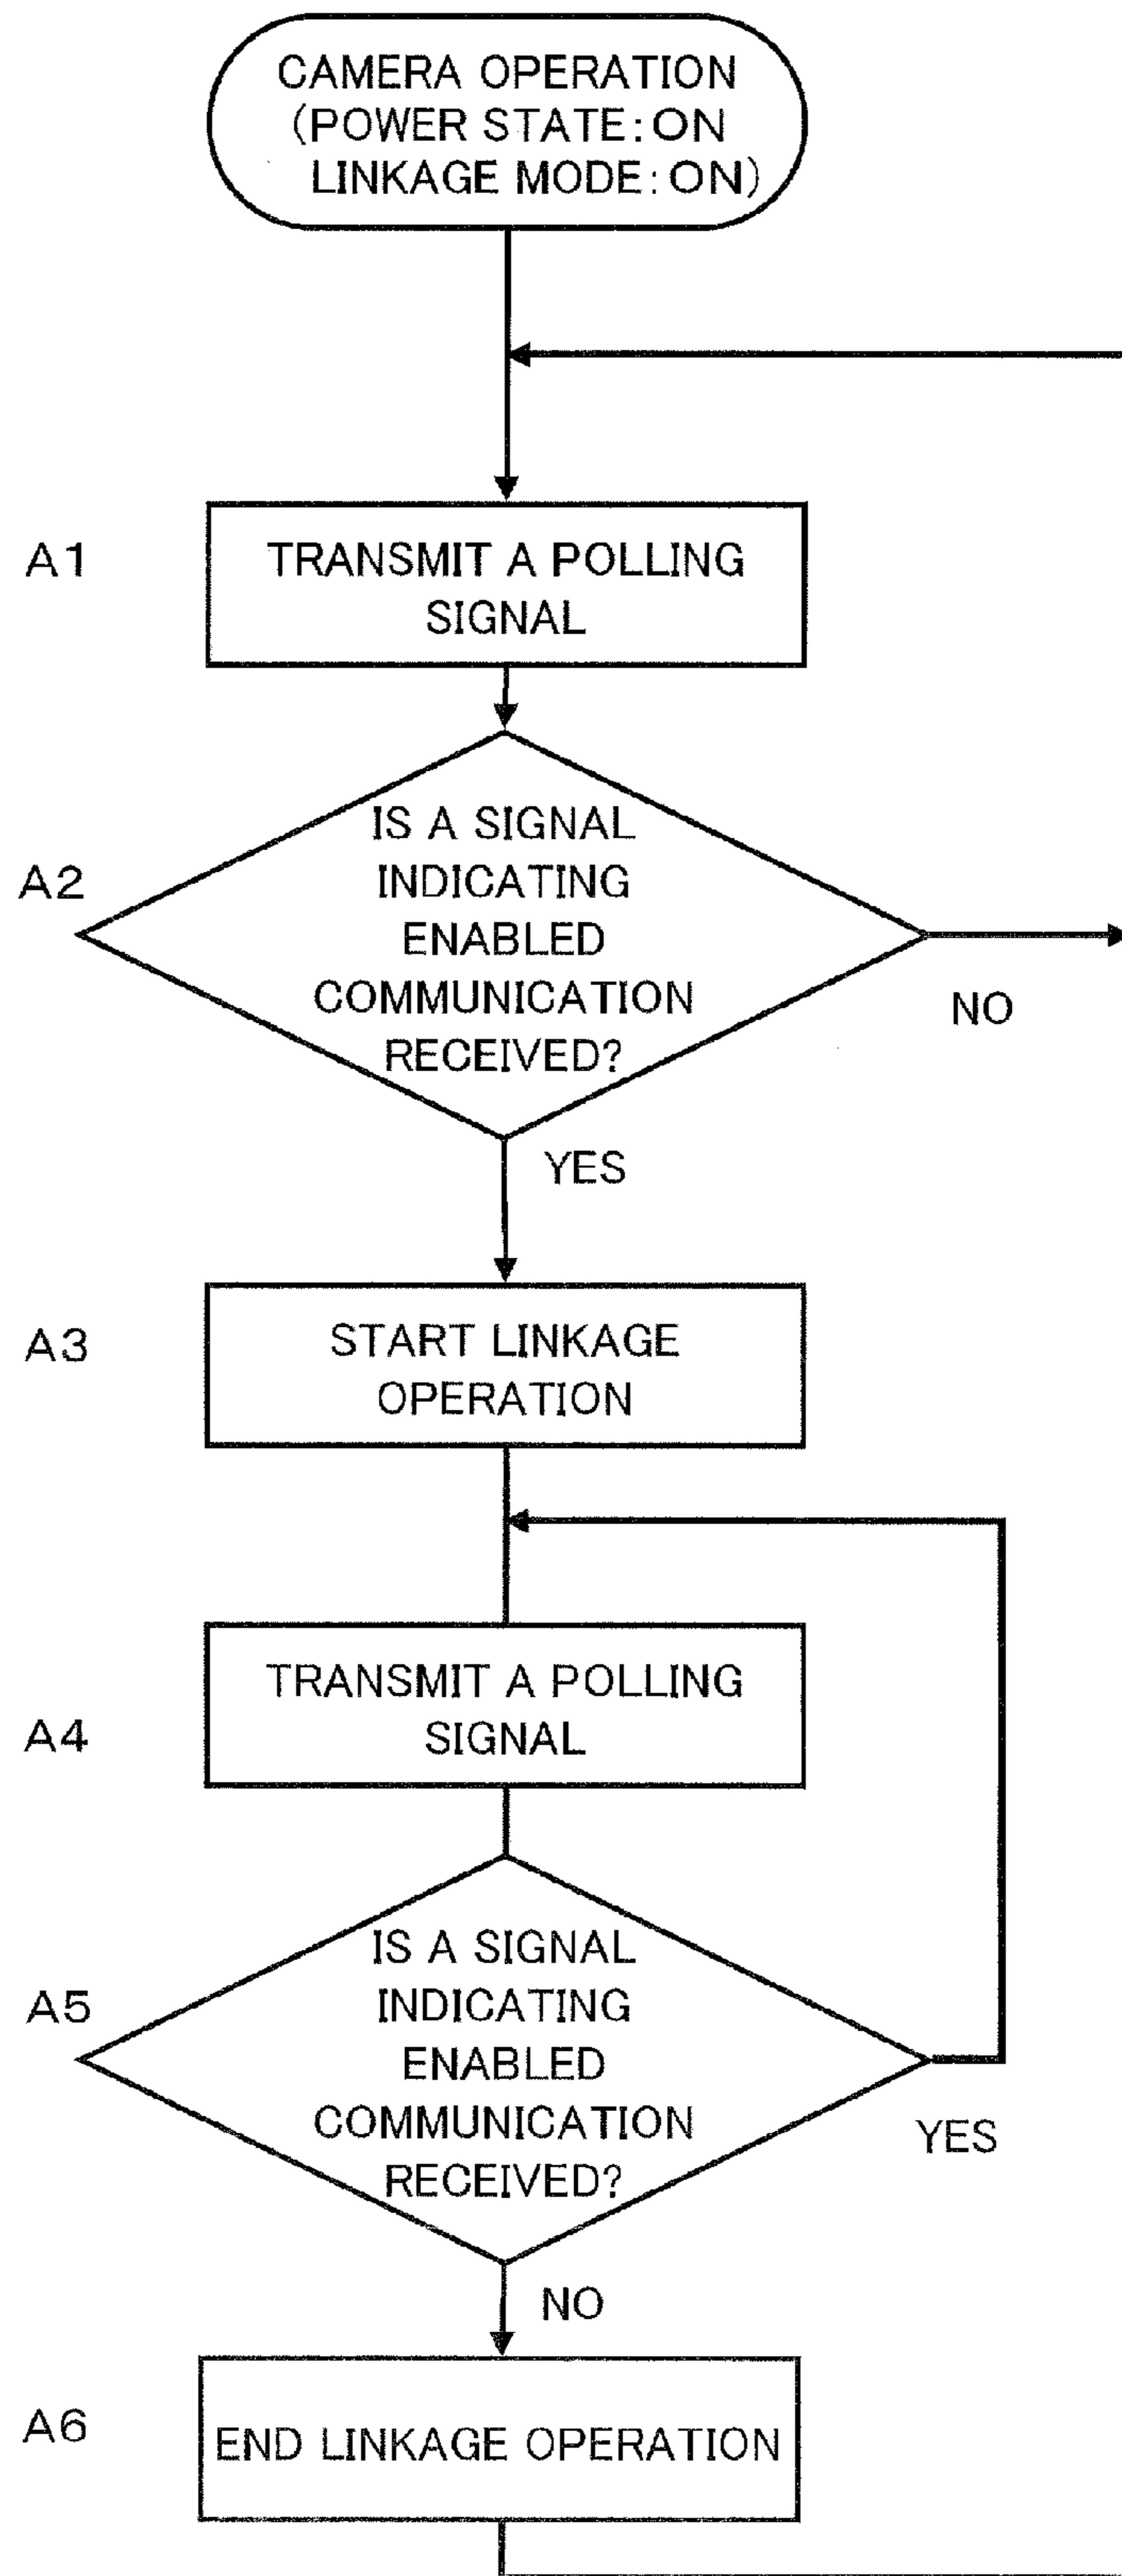 CAMERA OPERATION
(POWER STATE:ON
LINKAGE MODE:ON)
A1
TRANSMIT A POLLING
SIGNAL
A2
IS A SIGNAL
INDICATING
ENABLED
COMMUNICATION
RECEIVED?
NO
YES
A3
START LINKAGE
OPERATION
A4
TRANSMIT A POLLING
SIGNAL
A5
IS A SIGNAL
INDICATING
ENABLED
COMMUNICATION
RECEIVED?
YES
NO
A6
END LINKAGE OPERATION